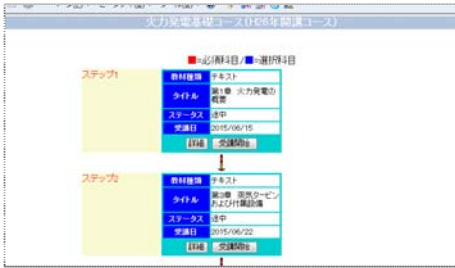 火力発電基礎コース(H26年開講コース)
■=必須科目/■=選択科目
ステップ1
教材種類 テキスト
タイトル 第1章 火力発電の
概要
ステータス 途中
受講日 2015/06/15
詳細 受講開始
ステップ2
教材種類 テキスト
タイトル 第3章 蒸気タービン
および付属設備
ステータス 途中
受講日 2015/06/22
詳細 受講開始